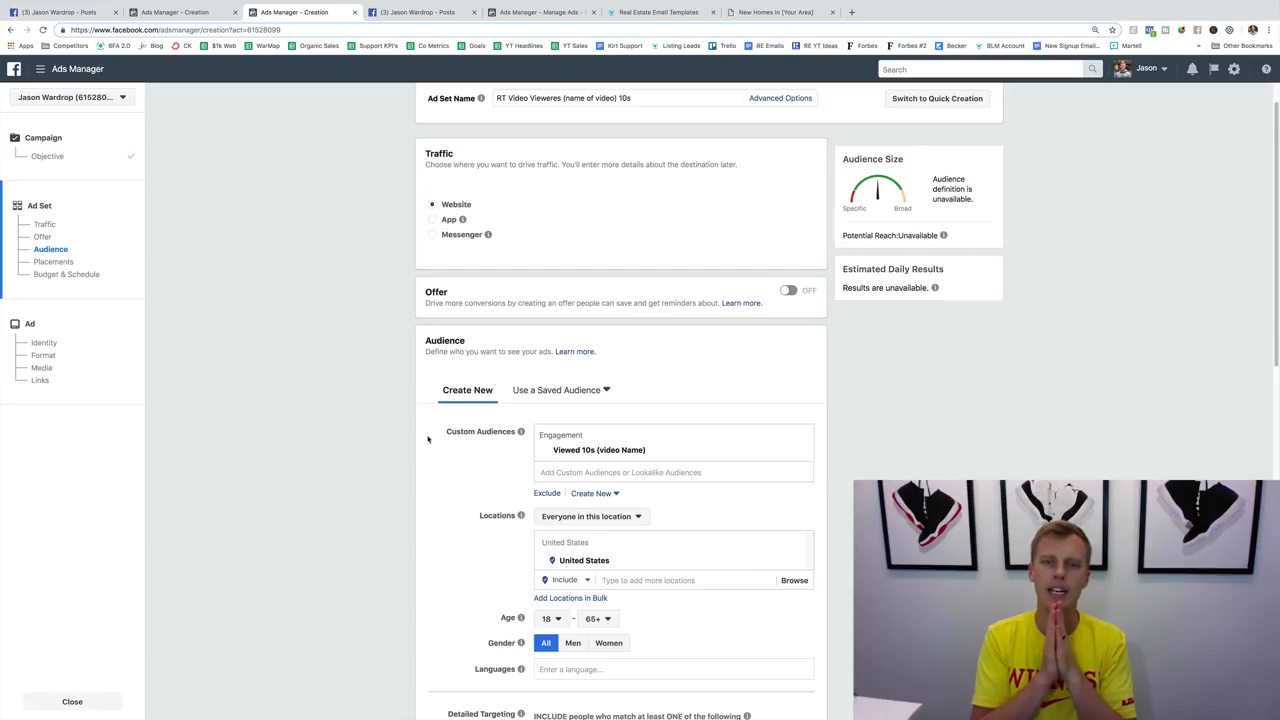 (3) Jason Wardrop - Posts
Ads Manager - Creation
Ads Manager - Creation
(3) Jason Wardrop - Posts
Ads Manager - Manage Ads -
Real Estate Email Templates
New Homes In [Your Area]
https://www.facebook.com/adsmanager/creation?act=61528099
Apps
Competitors
6FA 2.0
Blog
CK
$1k Web
WarMap
Organic Sales
Support KPI's
Co Metrics
Goals
YT Headlines
YT Sales
Kirt Support
Listing Leads
Trello
RE Emails
RE YT Ideas
Forbes
Forbes #2
Becker
BLM Account
New Signup Email...
Martell
»
Other Bookmarks
Ads Manager
Search
Jason
Jason Wardrop (615280...
Campaign
Objective
Ad Set
Traffic
Offer
Audience
Placements
Budget & Schedule
Ad
Identity
Format
Media
Links
Close
Ad Set Name
RT Video Vieweres (name of video) 10s
Advanced Options
Switch to Quick Creation
Traffic
Choose where you want to drive traffic. You'll enter more details about the destination later.
Website
App
Messenger
Offer
OFF
Drive more conversions by creating an offer people can save and get reminders about. Learn more.
Audience
Define who you want to see your ads. Learn more.
Create New
Use a Saved Audience
Custom Audiences
Engagement
Viewed 10s (video Name)
Add Custom Audiences or Lookalike Audiences
Exclude
Create New
Locations
Everyone in this location
United States
United States
Include
Type to add more locations
Browse
Add Locations in Bulk
Age
18
-
65+
Gender
All
Men
Women
Languages
Enter a language...
Detailed Targeting
INCLUDE people who match at least ONE of the following
Audience Size
Specific
Broad
Audience
definition is
unavailable.
Potential Reach:Unavailable
Estimated Daily Results
Results are unavailable.